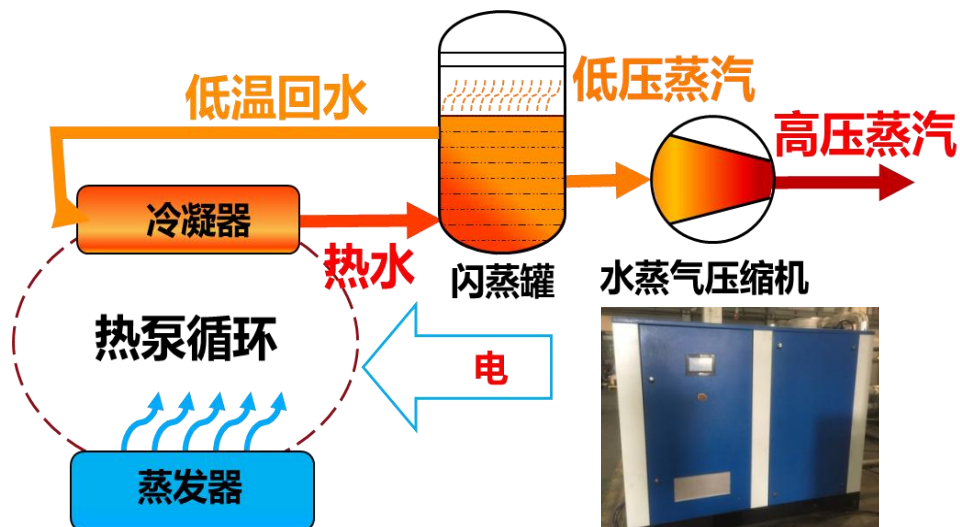 低温回水
低压蒸汽
高压蒸汽
冷凝器
热水
闪蒸罐
水蒸气压缩机
热泵循环
电
蒸发器